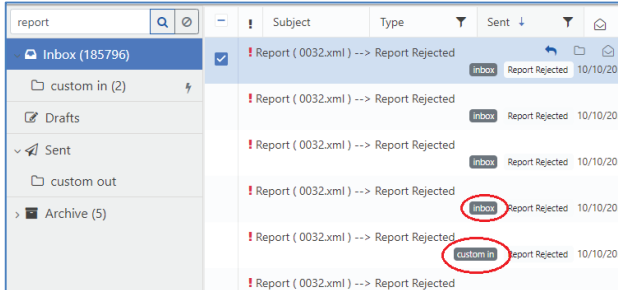 report
Inbox (185796)
custom in (2)
Drafts
Sent
custom out
Archive (5)
! Subject Type Sent ↓
! Report ( 0032.xml ) --> Report Rejected
inbox Report Rejected 10/10/20
! Report ( 0032.xml ) --> Report Rejected
inbox Report Rejected 10/10/20
! Report ( 0032.xml ) --> Report Rejected
inbox Report Rejected 10/10/20
! Report ( 0032.xml ) --> Report Rejected
inbox Report Rejected 10/10/20
! Report ( 0032.xml ) --> Report Rejected
custom in Report Rejected 10/10/20
! Report ( 0032.xml ) --> Report Rejected